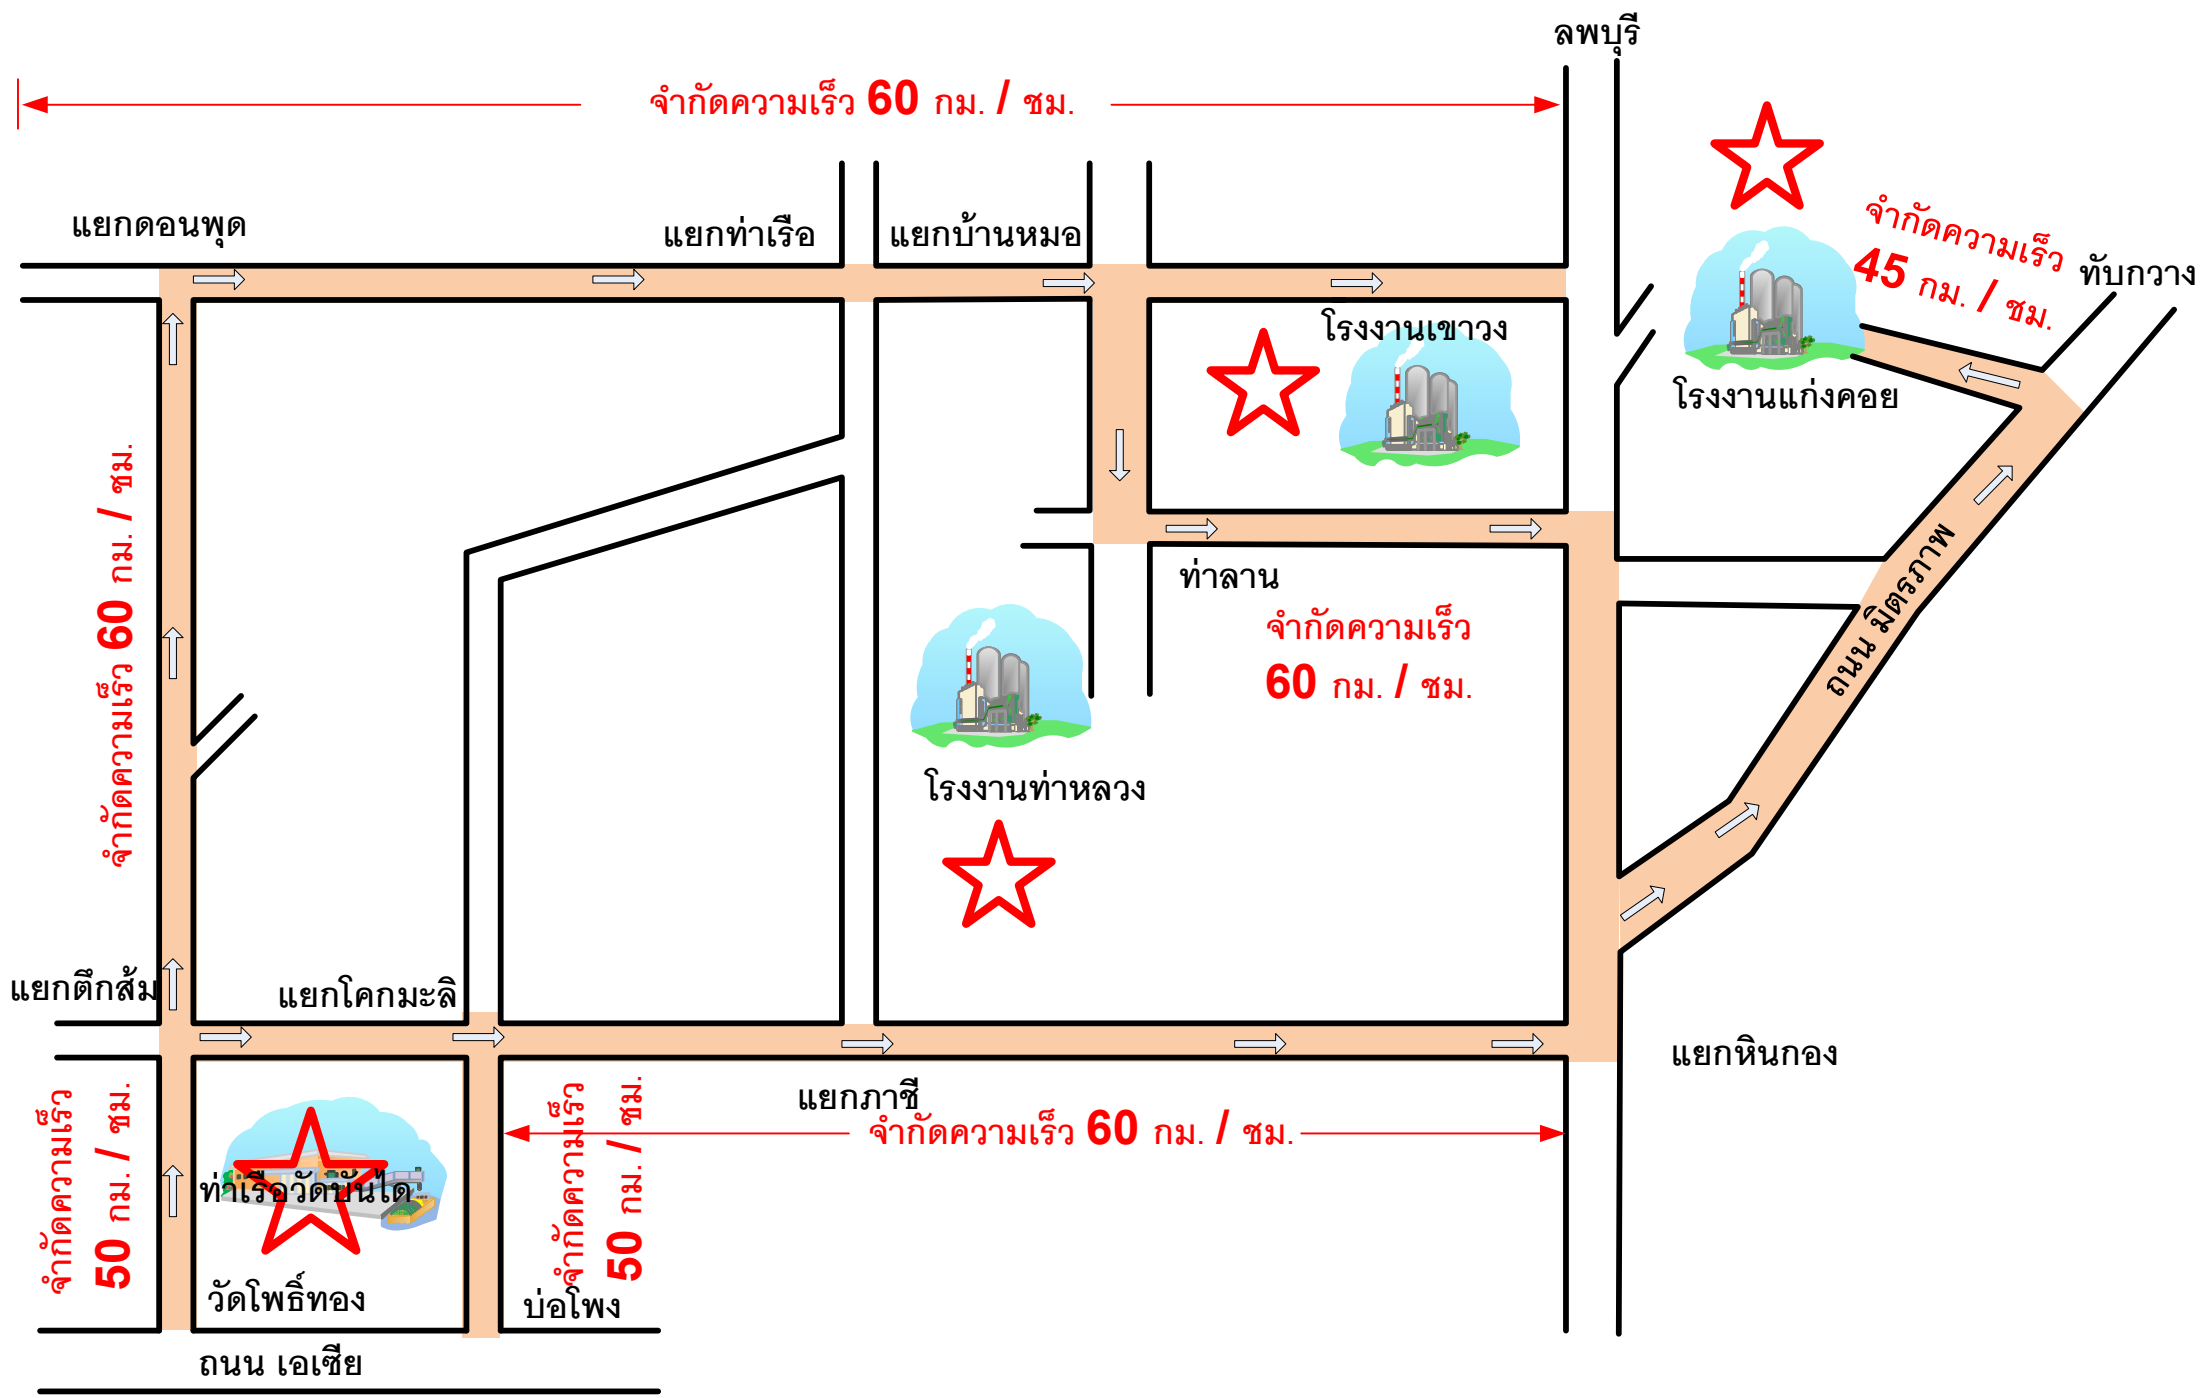 ลพบุรี
จำกัดความเร็ว 60 กม. / ชม.
แยกดอนพุด
แยกท่าเรือ
แยกบ้านหมอ
จำกัดความเร็ว
45 กม. / ชม.
ทับกวาง
โรงงานเขาวง
โรงงานแก่งคอย
จำกัดความเร็ว 60 กม. / ชม.
ท่าลาน
จำกัดความเร็ว
60 กม. / ชม.
ถนน มิตรภาพ
โรงงานท่าหลวง
แยกตึกส้ม
แยกโคกมะลิ
แยกหินกอง
แยกภาชี
จำกัดความเร็ว 60 กม. / ชม.
จำกัดความเร็ว
50 กม. / ชม.
ท่าเรือวัดบันได
จำกัดความเร็ว
50 กม. / ชม.
วัดโพธิ์ทอง
บ่อโพง
ถนน เอเซีย